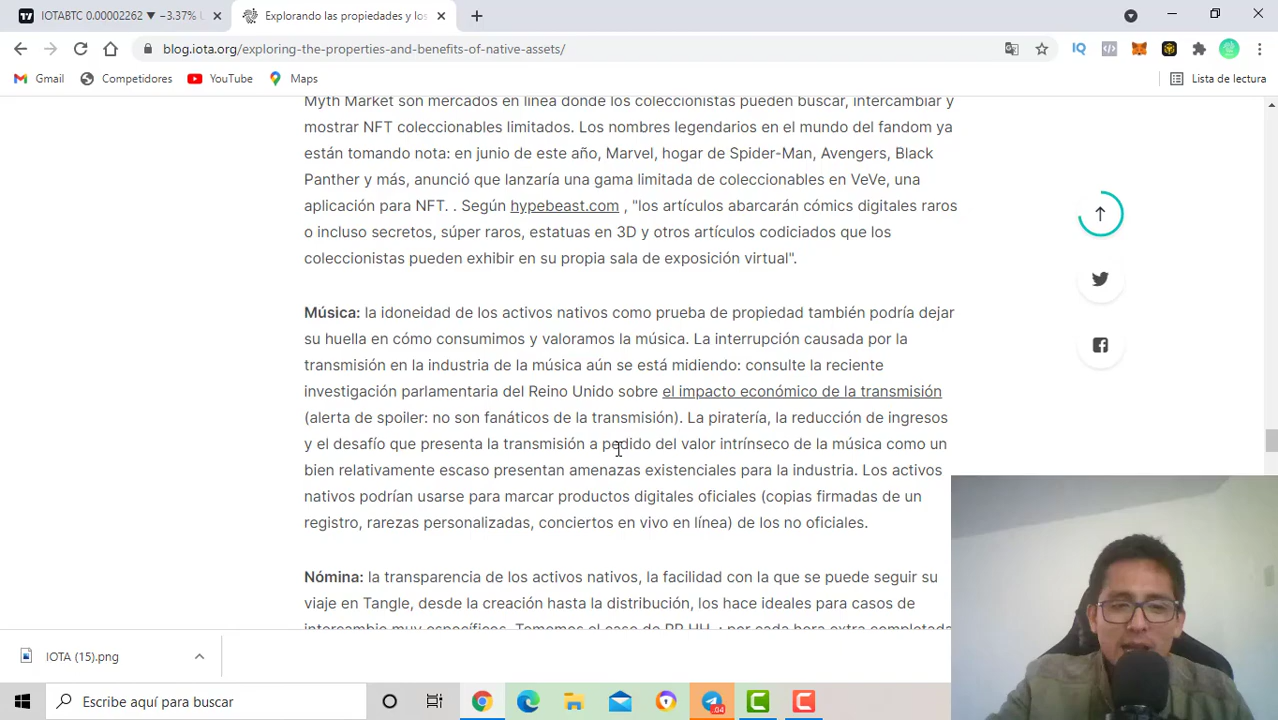 IOTABTC 0.00002262 ▼ −3.37%
Explorando las propiedades y los
blog.iota.org/exploring-the-properties-and-benefits-of-native-assets/
Gmail
Competidores
YouTube
Maps
Lista de lectura
Myth Market son mercados en línea donde los coleccionistas pueden buscar, intercambiar y
mostrar NFT coleccionables limitados. Los nombres legendarios en el mundo del fandom ya
están tomando nota: en junio de este año, Marvel, hogar de Spider-Man, Avengers, Black
Panther y más, anunció que lanzaría una gama limitada de coleccionables en VeVe, una
aplicación para NFT. . Según hypebeast.com , "los artículos abarcarán cómics digitales raros
o incluso secretos, súper raros, estatuas en 3D y otros artículos codiciados que los
coleccionistas pueden exhibir en su propia sala de exposición virtual".
Música: la idoneidad de los activos nativos como prueba de propiedad también podría dejar
su huella en cómo consumimos y valoramos la música. La interrupción causada por la
transmisión en la industria de la música aún se está midiendo: consulte la reciente
investigación parlamentaria del Reino Unido sobre el impacto económico de la transmisión
(alerta de spoiler: no son fanáticos de la transmisión). La piratería, la reducción de ingresos
y el desafío que presenta la transmisión a pedido del valor intrínseco de la música como un
bien relativamente escaso presentan amenazas existenciales para la industria. Los activos
nativos podrían usarse para marcar productos digitales oficiales (copias firmadas de un
registro, rarezas personalizadas, conciertos en vivo en línea) de los no oficiales.
Nómina: la transparencia de los activos nativos, la facilidad con la que se puede seguir su
viaje en Tangle, desde la creación hasta la distribución, los hace ideales para casos de
intercambio muy específicos. Tomemos el caso de RR.HH. : por cada hora extra completada
IOTA (15).png
Escribe aquí para buscar